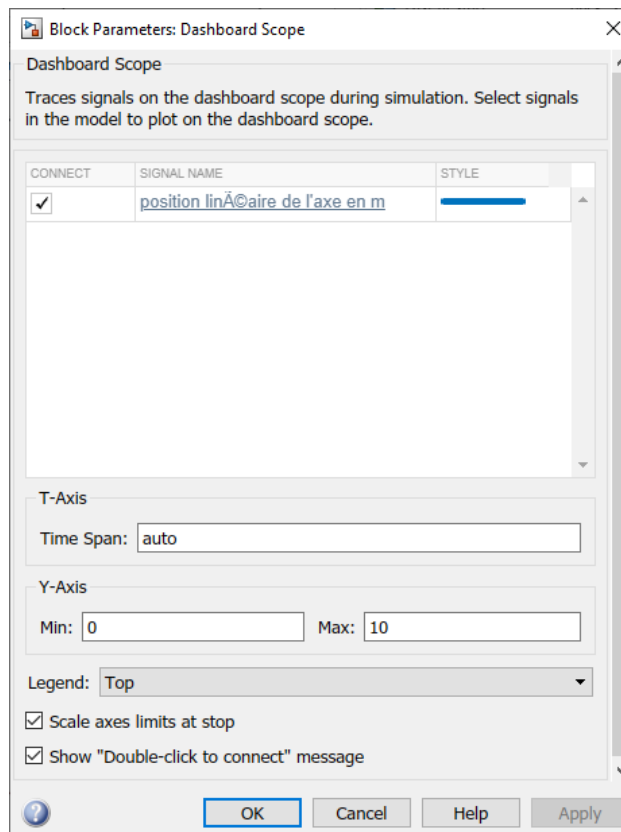 Block Parameters: Dashboard Scope
Dashboard Scope
Traces signals on the dashboard scope during simulation. Select signals
in the model to plot on the dashboard scope.
CONNECT SIGNAL NAME STYLE
position linÃ©aire de l'axe en m
T-Axis
Time Span: auto
Y-Axis
Min: 0 Max: 10
Legend: Top
Scale axes limits at stop
Show "Double-click to connect" message
OK Cancel Help Apply